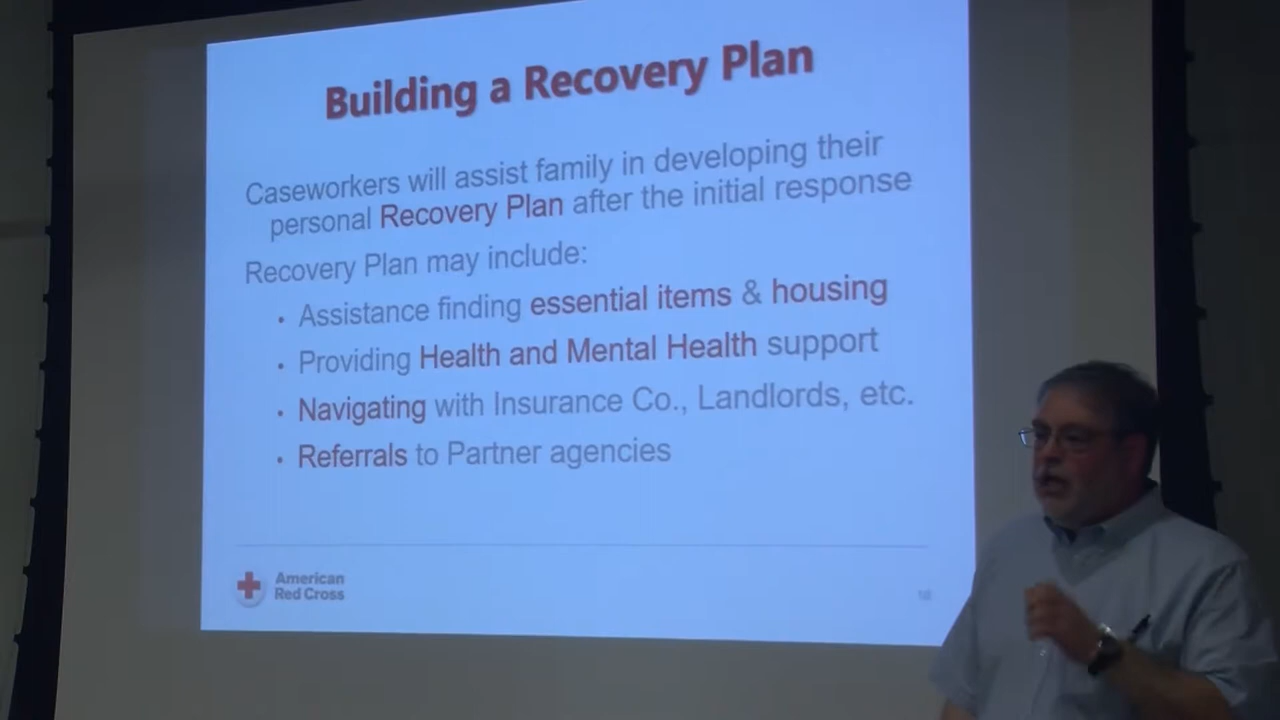 Building a Recovery Plan
Caseworkers will assist family in developing their
personal Recovery Plan after the initial response
Recovery Plan may include:
• Assistance finding essential items & housing
• Providing Health and Mental Health support
• Navigating with Insurance Co., Landlords, etc.
• Referrals to Partner agencies
American
Red Cross